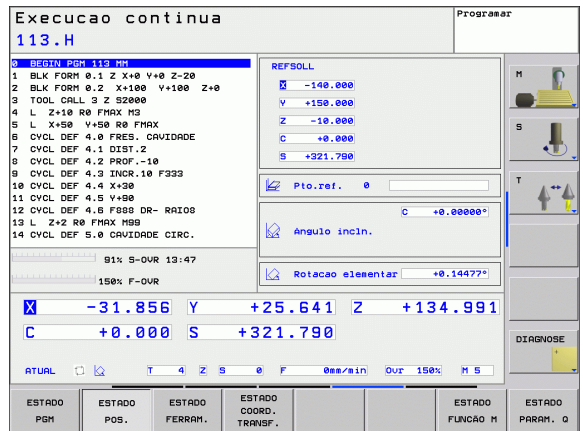 Execucao continua
Programar
113.H
0 BEGIN PGM 113 MM
1 BLK FORM 0.1 Z X+0 Y+0 Z-20
2 BLK FORM 0.2 X+100 Y+100 Z+0
3 TOOL CALL 3 Z S2000
4 L Z+10 R0 FMAX M3
5 L X+50 Y+50 R0 FMAX
6 CYCL DEF 4.0 FRES. CAVIDADE
7 CYCL DEF 4.1 DIST.2
8 CYCL DEF 4.2 PROF.-10
9 CYCL DEF 4.3 INCR.10 F333
10 CYCL DEF 4.4 X+30
11 CYCL DEF 4.5 Y+90
12 CYCL DEF 4.6 F888 DR- RAIO8
13 L Z+2 R0 FMAX M99
14 CYCL DEF 5.0 CAVIDADE CIRC.
91% S-OVR 13:47
150% F-OVR
REFSOLL
X -140.000
Y +150.000
Z -10.000
C +0.000
S +321.790
Pto.ref. 0
C +0.00000°
Angulo incln.
Rotacao elementar +0.14477°
X -31.856 Y +25.641 Z +134.991
C +0.000 S +321.790
ATUAL T 4 Z S 0 F 0mm/min Ovr 150% M 5
M
S
T
DIAGNOSE
ESTADO PGM
ESTADO POS.
ESTADO FERRAM.
ESTADO COORD. TRANSF.
ESTADO FUNCÃO M
ESTADO PARAM. Q